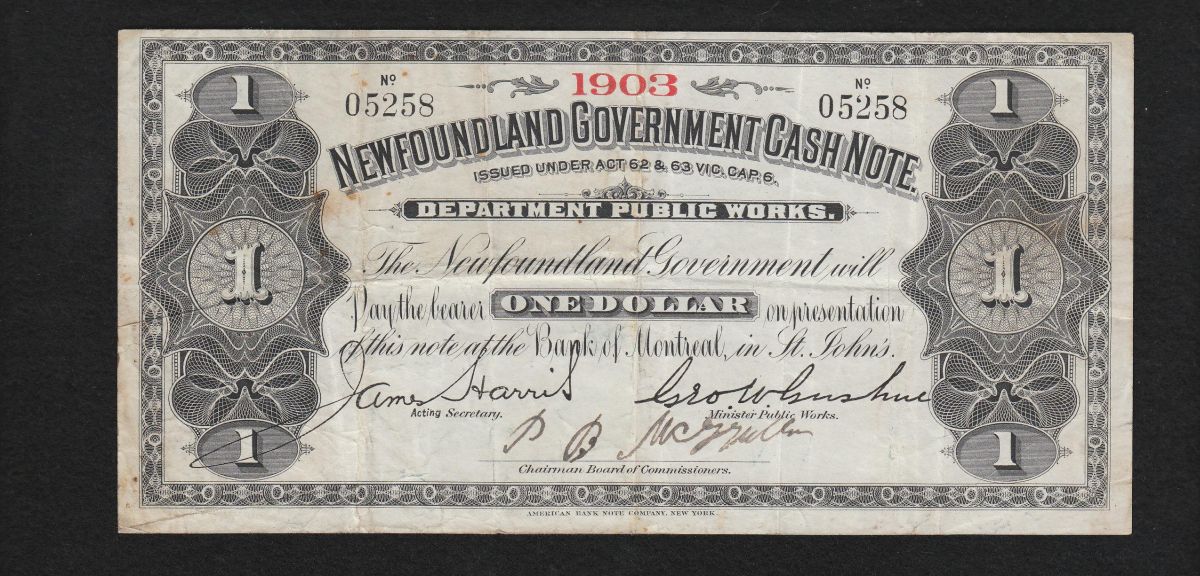 1 1903 1
Nº 05258 Nº 05258
NEWFOUNDLAND GOVERNMENT CASH NOTE.
ISSUED UNDER ACT 62 & 63 VIC. CAP. 6.
DEPARTMENT PUBLIC WORKS.
The Newfoundland Government will
1 Pay the bearer ONE DOLLAR on presentation 1
of this note at the Bank of Montreal, in St. John's.
James Harris Geo. W. Gushue
Acting Secretary. Minister Public Works.
P B
Chairman Board of Commissioners.
1 1
AMERICAN BANK NOTE COMPANY, NEW YORK.